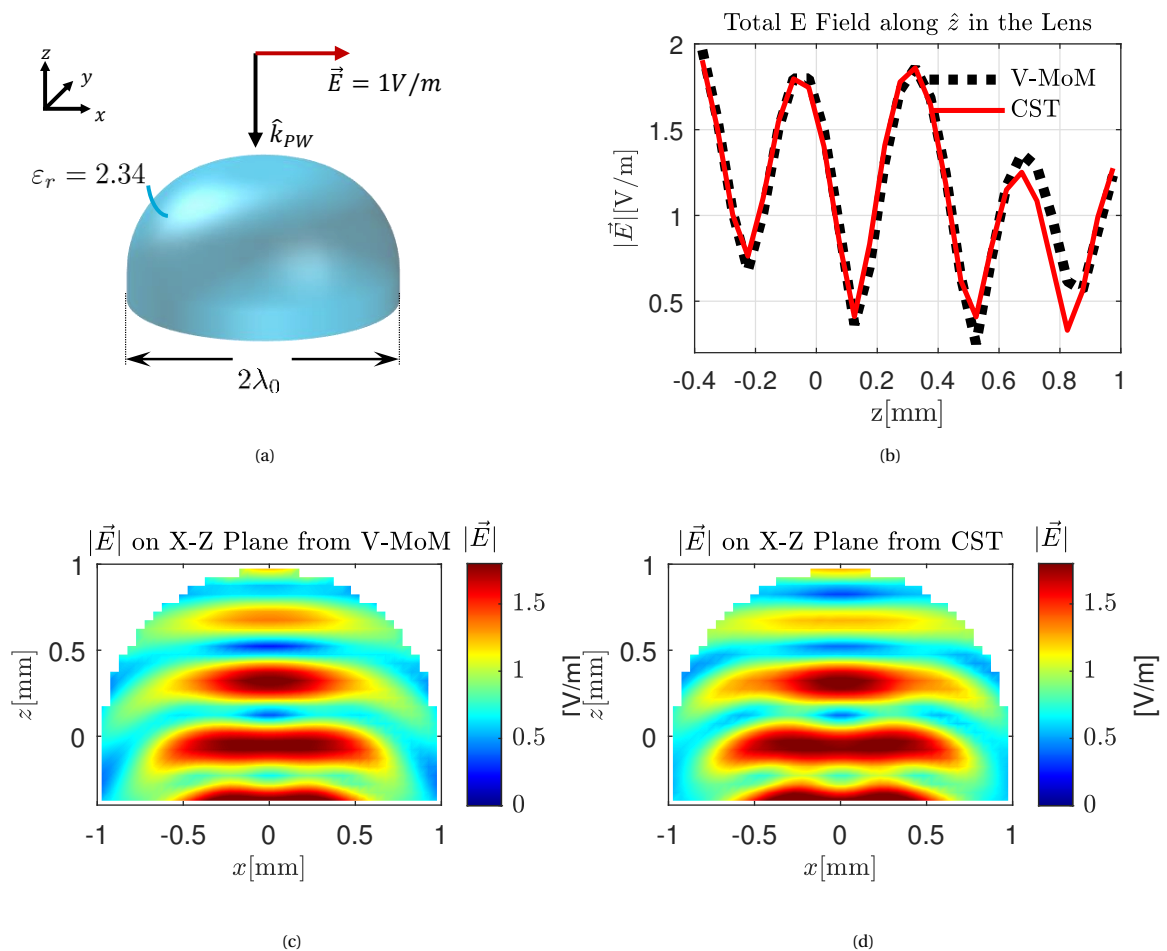 z
y
x
E⃗ = 1V/m
k̂_PW
ε_r = 2.34
2λ₀
(a)
Total E Field along ẑ in the Lens
V-MoM
CST
|E⃗|[V/m]
2
1.5
1
0.5
-0.4 -0.2 0 0.2 0.4 0.6 0.8 1
z[mm]
(b)
|E⃗| on X-Z Plane from V-MoM |E⃗|
z[mm]
1
0.5
0
-1 -0.5 0 0.5 1
x[mm]
1.5
1
0.5
0
[V/m]
(c)
|E⃗| on X-Z Plane from CST |E⃗|
z[mm]
1
0.5
0
-1 -0.5 0 0.5 1
x[mm]
1.5
1
0.5
0
[V/m]
(d)